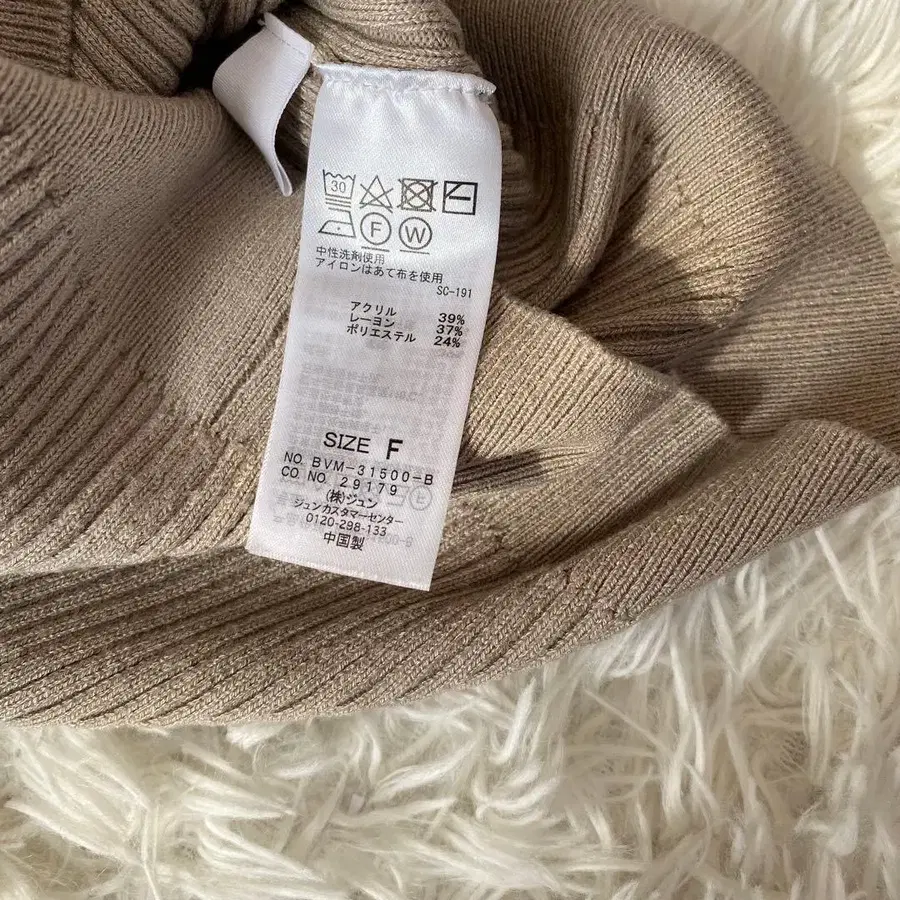 30
F W
中性洗剤使用
アイロンはあて布を使用
SC-191
アクリル 39%
レーヨン 37%
ポリエステル 24%
SIZE F
NO. BVM-31500-B
CO. NO. 29179
(株)ジュン
ジュンカスタマーセンター
0120-298-133
中国製